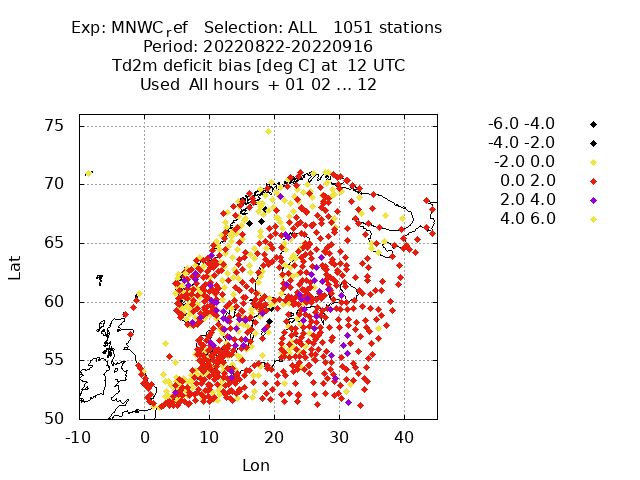 Exp: MNWC_ref   Selection: ALL   1051 stations
Period: 20220822-20220916
Td2m deficit bias [deg C] at  12 UTC
Used  All hours  + 01 02 ... 12
-6.0 -4.0
-4.0 -2.0
-2.0 0.0
0.0 2.0
2.0 4.0
4.0 6.0
75
70
65
60
55
50
Lat
-10 0 10 20 30 40
Lon